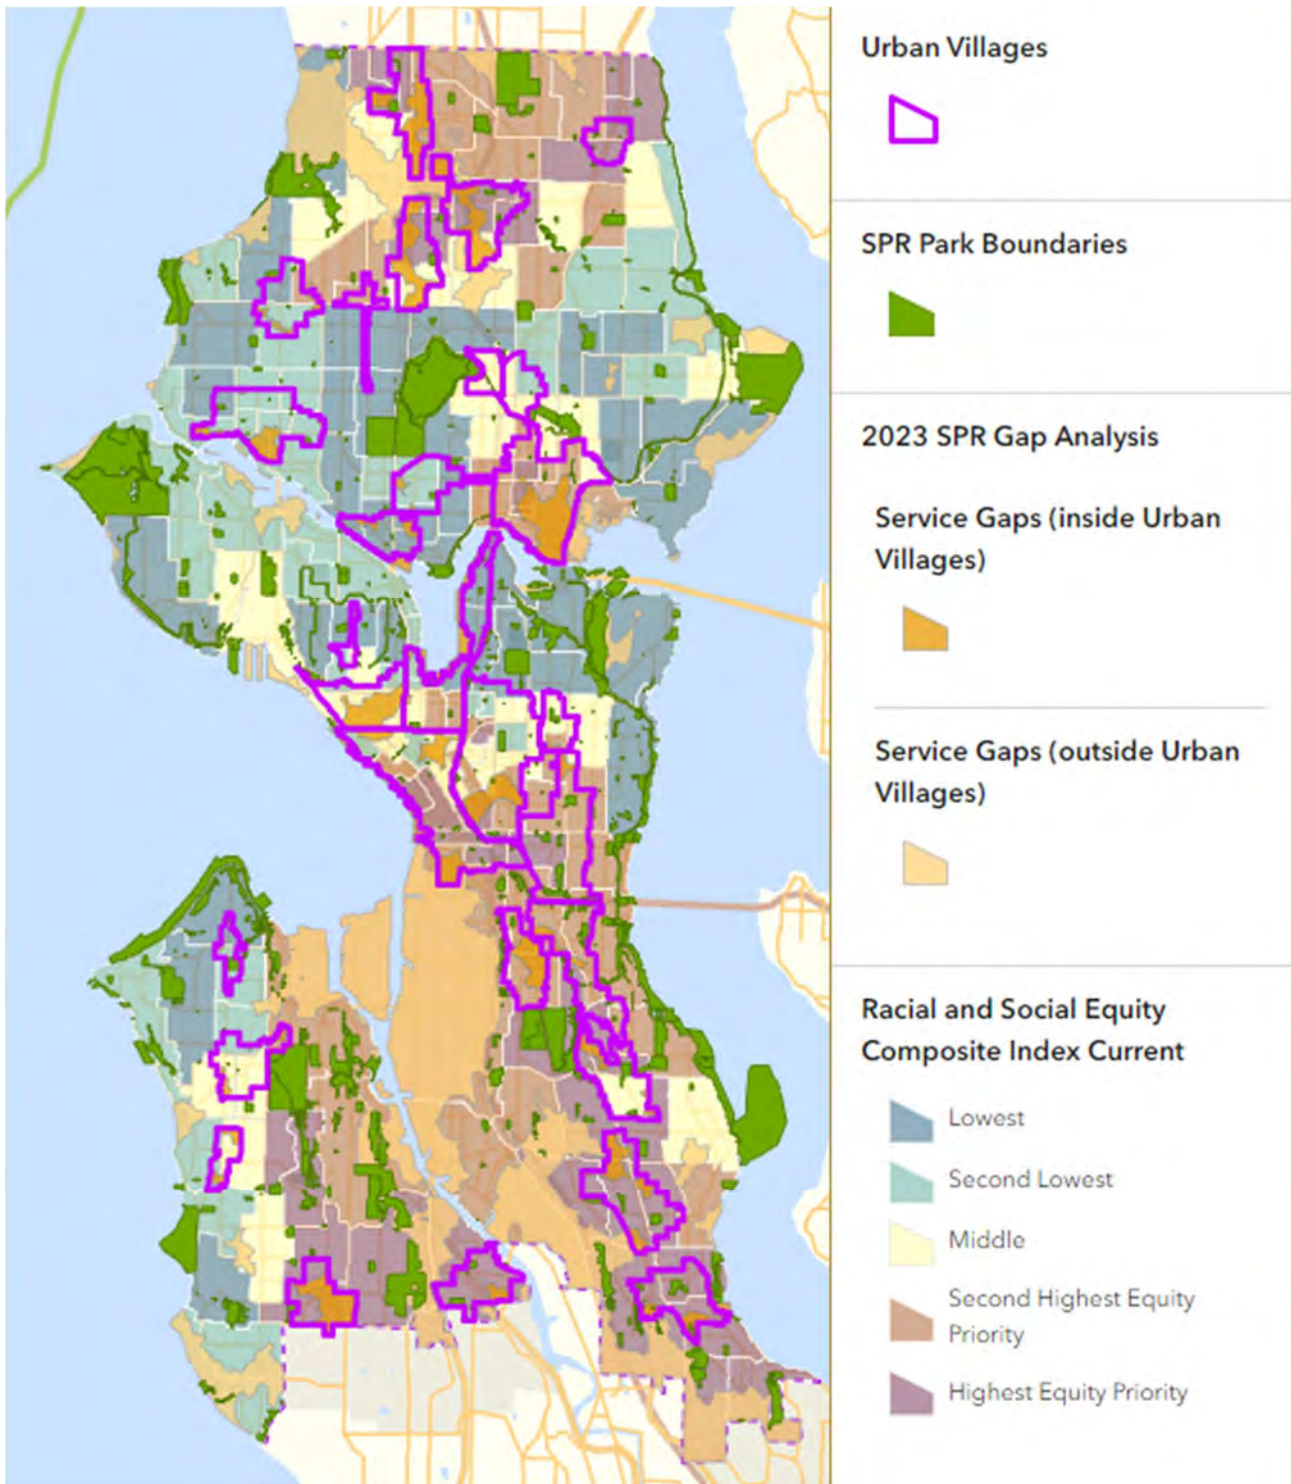 Urban Villages
SPR Park Boundaries
2023 SPR Gap Analysis
Service Gaps (inside Urban
Villages)
Service Gaps (outside Urban
Villages)
Racial and Social Equity
Composite Index Current
Lowest
Second Lowest
Middle
Second Highest Equity
Priority
Highest Equity Priority